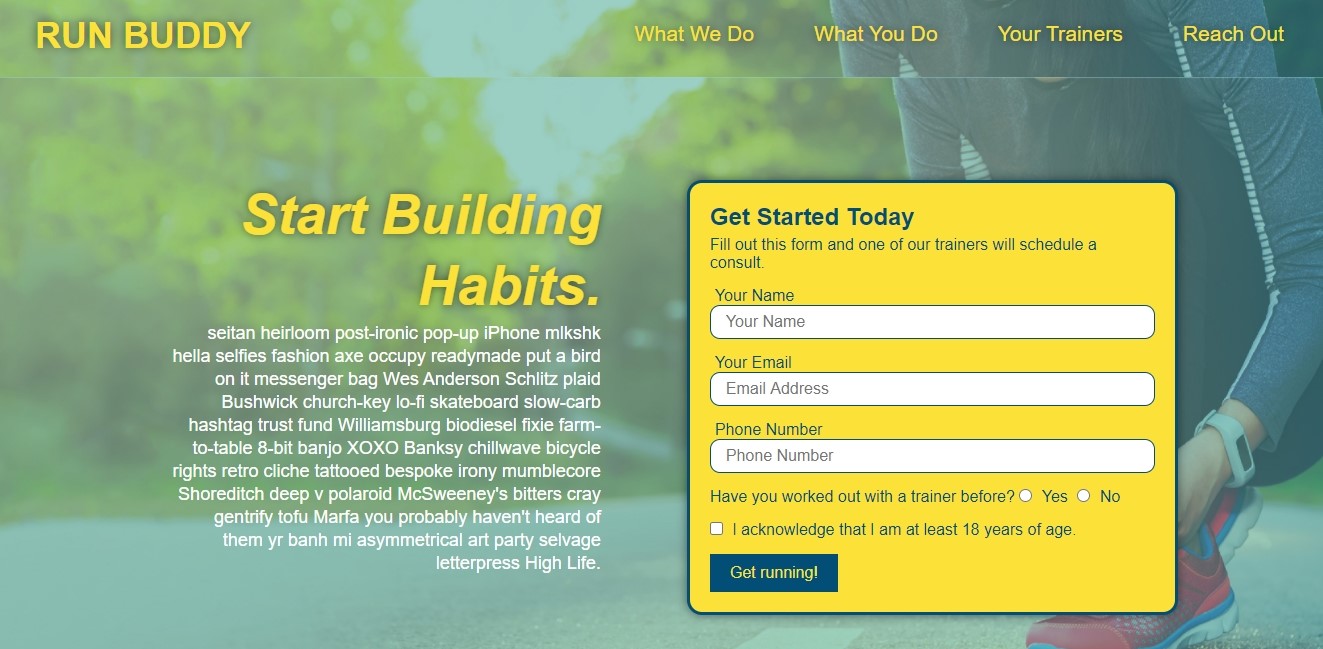 RUN BUDDY
What We Do
What You Do
Your Trainers
Reach Out
Start Building
Habits.
seitan heirloom post-ironic pop-up iPhone mlkshk
hella selfies fashion axe occupy readymade put a bird
on it messenger bag Wes Anderson Schlitz plaid
Bushwick church-key lo-fi skateboard slow-carb
hashtag trust fund Williamsburg biodiesel fixie farm-
to-table 8-bit banjo XOXO Banksy chillwave bicycle
rights retro cliche tattooed bespoke irony mumblecore
Shoreditch deep v polaroid McSweeney's bitters cray
gentrify tofu Marfa you probably haven't heard of
them yr banh mi asymmetrical art party selvage
letterpress High Life.
Get Started Today
Fill out this form and one of our trainers will schedule a
consult.
Your Name
Your Name
Your Email
Email Address
Phone Number
Phone Number
Have you worked out with a trainer before? Yes No
I acknowledge that I am at least 18 years of age.
Get running!